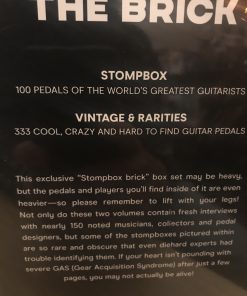 THE BRICK
STOMPBOX
100 PEDALS OF THE WORLD'S GREATEST GUITARISTS
VINTAGE & RARITIES
333 COOL, CRAZY AND HARD TO FIND GUITAR PEDALS
This exclusive "Stompbox brick" box set may be heavy,
but the pedals and players you'll find inside of it are even
heavier—so please remember to lift with your legs!
Not only do these two volumes contain fresh interviews
with nearly 150 noted musicians, collectors and pedal
designers, but some of the stompboxes pictured within
are so rare and obscure that even diehard experts had
trouble identifying them. If your heart isn't pounding with
severe GAS (Gear Acquisition Syndrome) after just a few
pages, you may not actually be alive!